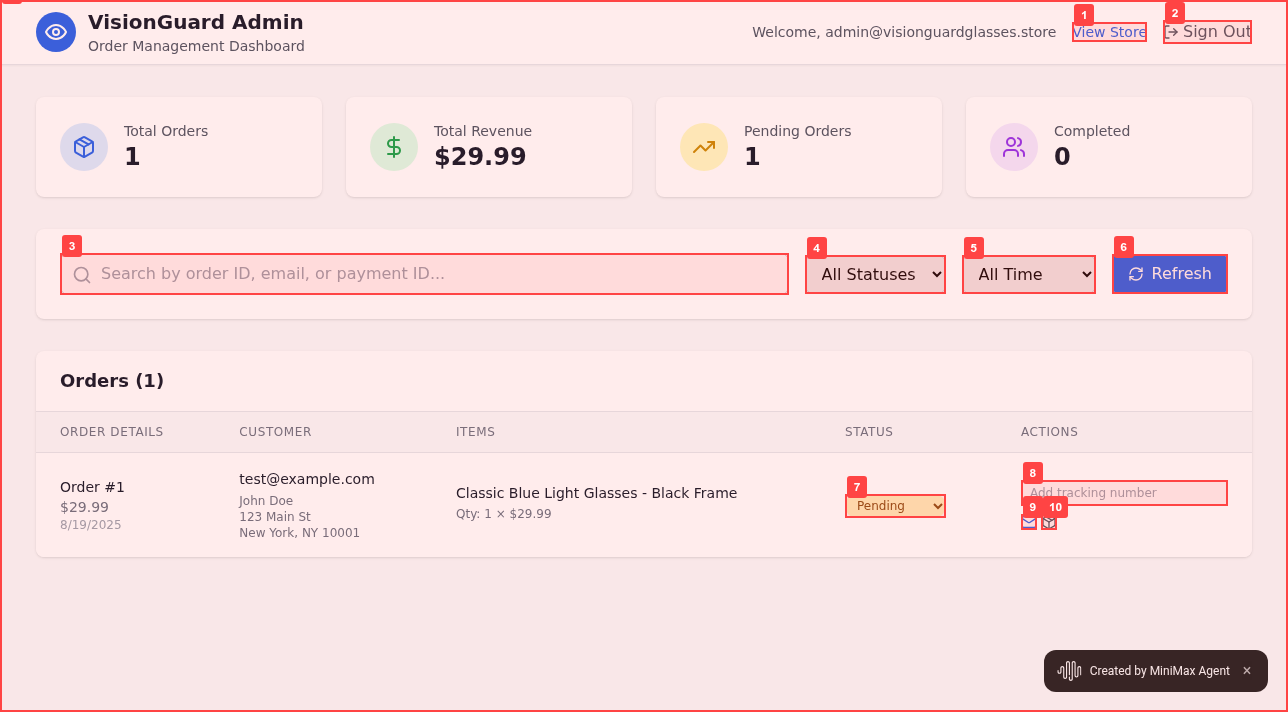 VisionGuard Admin
Order Management Dashboard
Welcome, admin@visionguardglasses.store
1
View Store
2
Sign Out
Total Orders
1
Total Revenue
$29.99
Pending Orders
1
Completed
0
3
Search by order ID, email, or payment ID...
4
All Statuses
5
All Time
6
Refresh
Orders (1)
ORDER DETAILS CUSTOMER ITEMS STATUS ACTIONS
Order #1
$29.99
8/19/2025
test@example.com
John Doe
123 Main St
New York, NY 10001
Classic Blue Light Glasses - Black Frame
Qty: 1 × $29.99
7
Pending
8
Add tracking number
9
10
Created by MiniMax Agent ×